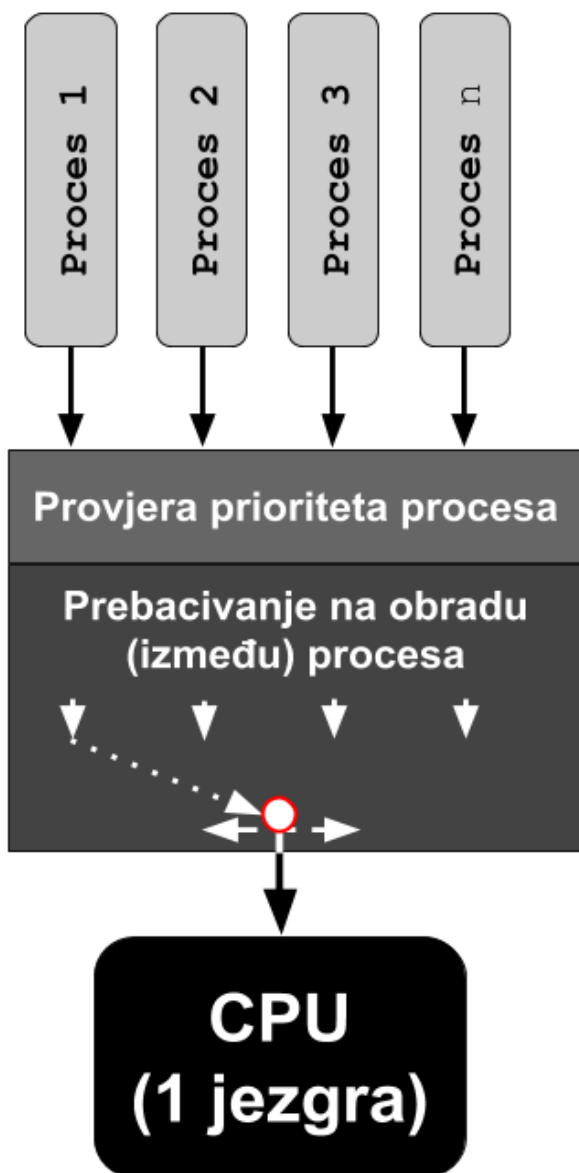 Proces 1
Proces 2
Proces 3
Proces n
Provjera prioriteta procesa
Prebacivanje na obradu
(između) procesa
CPU
(1 jezgra)